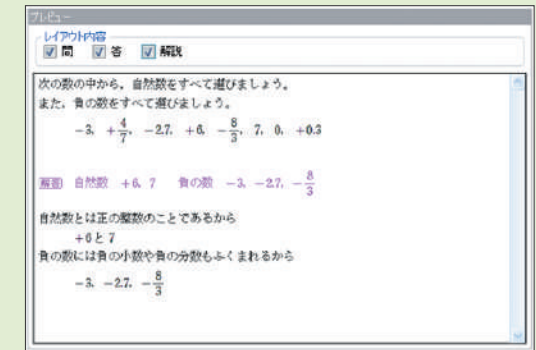 プレビュー
レイアウト内容
問 答 解説
次の数の中から，自然数をすべて選びましょう。
また，負の数をすべて選びましょう。
−3, +4/7, −2.7, +6, −8/3, 7, 0, +0.3
解答 自然数 +6, 7 負の数 −3, −2.7, −8/3
自然数とは正の整数のことであるから
+6と7
負の数には負の小数や負の分数もふくまれるから
−3, −2.7, −8/3